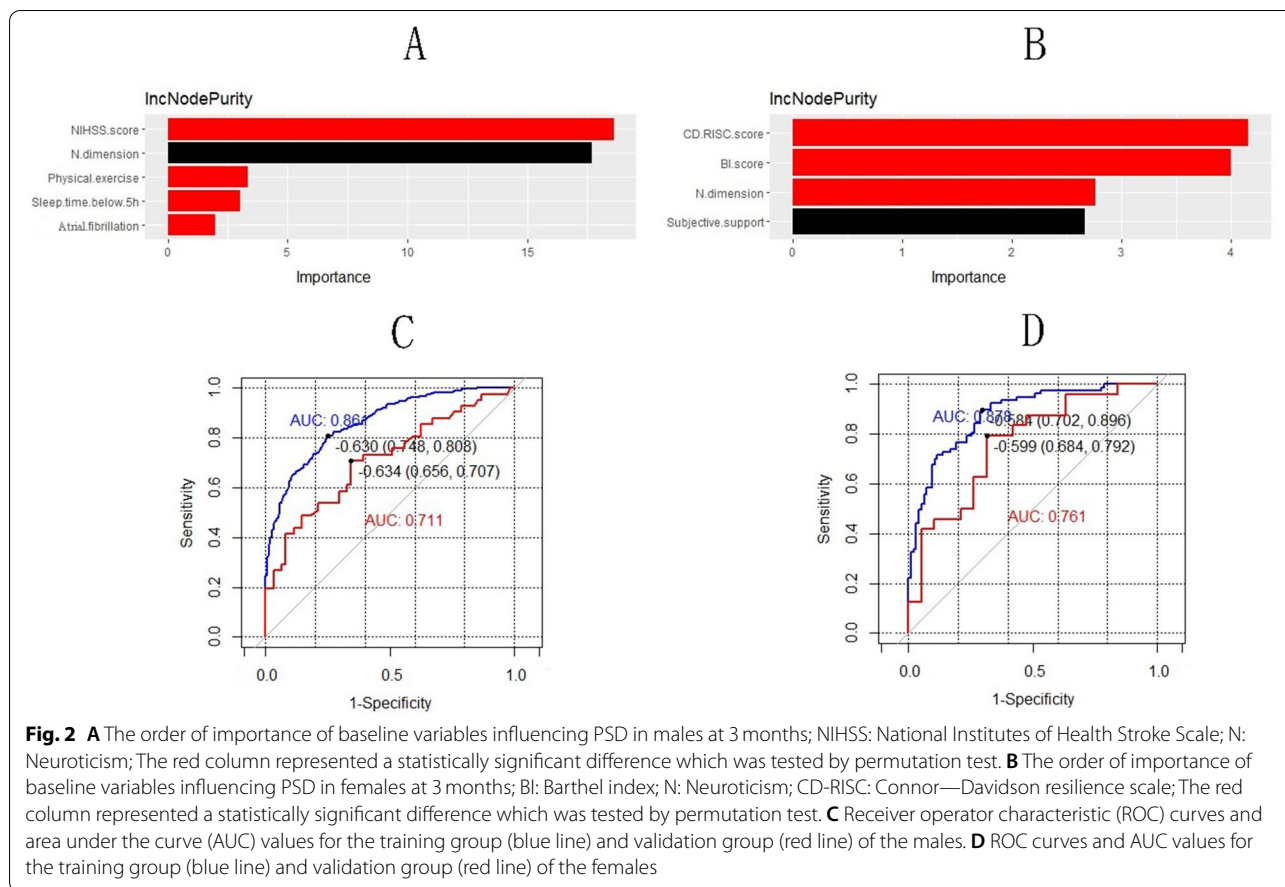 A
B
IncNodePurity
NIHSS.score
N.dimension
Physical.exercise
Sleep.time.below.5h
Atrial.fibrillation
0
5
10
15
Importance
IncNodePurity
CD.RISC.score
BI.score
N.dimension
Subjective.support
0
1
2
3
4
Importance
C
D
Sensitivity
0.0 0.2 0.4 0.6 0.8 1.0
AUC: 0.861
-0.630 (0.748, 0.808)
-0.634 (0.656, 0.707)
AUC: 0.711
0.0 0.5 1.0
1-Specificity
Sensitivity
0.0 0.2 0.4 0.6 0.8 1.0
AUC: 0.878
-0.584 (0.702, 0.896)
-0.599 (0.684, 0.792)
AUC: 0.761
0.0 0.5 1.0
1-Specificity
Fig. 2 A The order of importance of baseline variables influencing PSD in males at 3 months; NIHSS: National Institutes of Health Stroke Scale; N:
Neuroticism; The red column represented a statistically significant difference which was tested by permutation test. B The order of importance of
baseline variables influencing PSD in females at 3 months; BI: Barthel index; N: Neuroticism; CD-RISC: Connor—Davidson resilience scale; The red
column represented a statistically significant difference which was tested by permutation test. C Receiver operator characteristic (ROC) curves and
area under the curve (AUC) values for the training group (blue line) and validation group (red line) of the males. D ROC curves and AUC values for
the training group (blue line) and validation group (red line) of the females